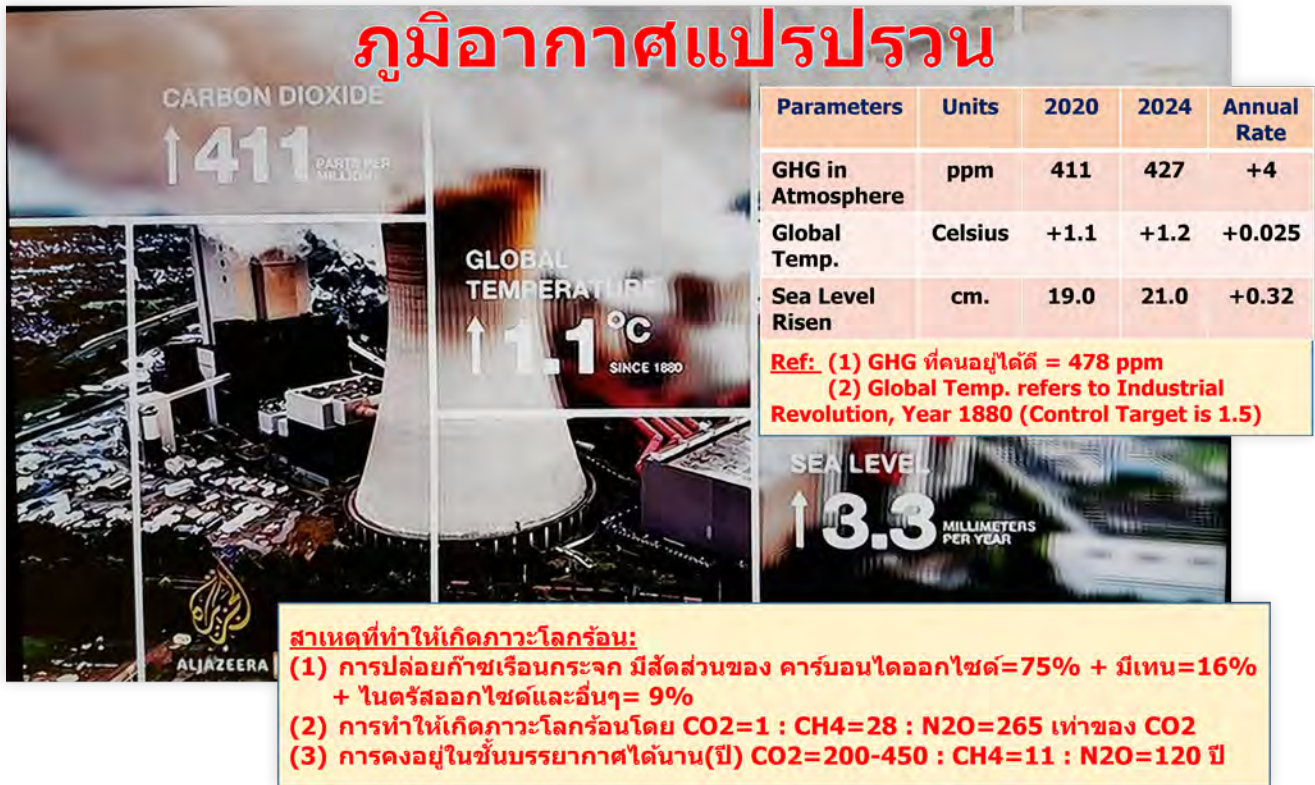 ภูมิอากาศแปรปรวน
CARBON DIOXIDE
↑ 411 PARTS PER
MILLION
GLOBAL
TEMPERATURE
↑ 1.1 °C
SINCE 1880
Parameters Units 2020 2024 Annual
Rate
GHG in
Atmosphere ppm 411 427 +4
Global
Temp. Celsius +1.1 +1.2 +0.025
Sea Level
Risen cm. 19.0 21.0 +0.32
Ref: (1) GHG ที่คนอยู่ได้ดี = 478 ppm
(2) Global Temp. refers to Industrial
Revolution, Year 1880 (Control Target is 1.5)
SEA LEVEL
↑ 3.3 MILLIMETERS
PER YEAR
ALJAZEERA
สาเหตุที่ทำให้เกิดภาวะโลกร้อน:
(1) การปล่อยก๊าซเรือนกระจก มีสัดส่วนของ คาร์บอนไดออกไซด์=75% + มีเทน=16%
+ ไนตรัสออกไซด์และอื่นๆ= 9%
(2) การทำให้เกิดภาวะโลกร้อนโดย CO2=1 : CH4=28 : N2O=265 เท่าของ CO2
(3) การคงอยู่ในชั้นบรรยากาศได้นาน(ปี) CO2=200-450 : CH4=11 : N2O=120 ปี